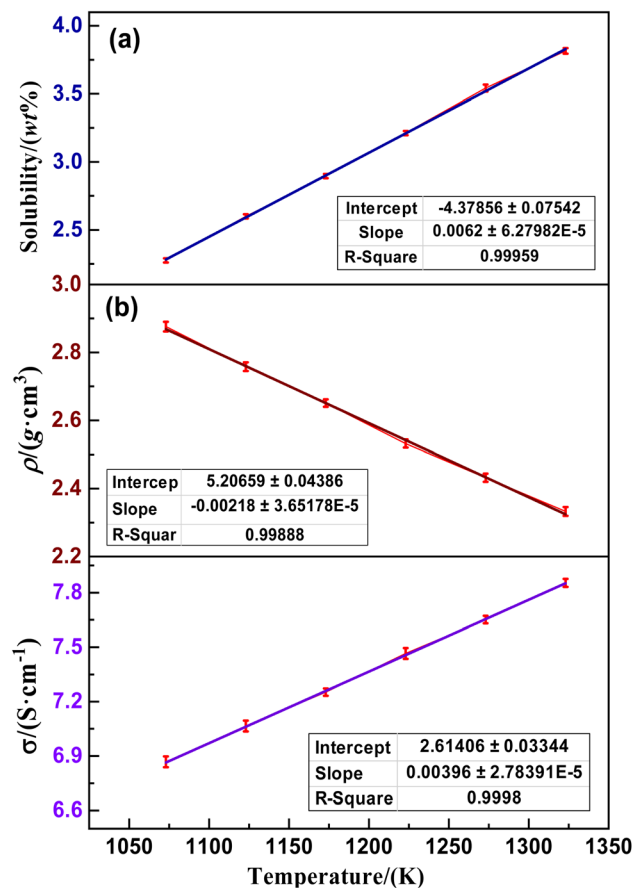 (a)
Solubility/(wt%)
4.0
3.5
3.0
2.5
Intercept -4.37856 ± 0.07542
Slope 0.0062 ± 6.27982E-5
R-Square 0.99959
(b)
ρ/(g·cm³)
3.0
2.8
2.6
2.4
2.2
Intercep 5.20659 ± 0.04386
Slope -0.00218 ± 3.65178E-5
R-Squar 0.99888
σ/(S·cm⁻¹)
7.8
7.5
7.2
6.9
6.6
Intercept 2.61406 ± 0.03344
Slope 0.00396 ± 2.78391E-5
R-Square 0.9998
1050 1100 1150 1200 1250 1300 1350
Temperature/(K)